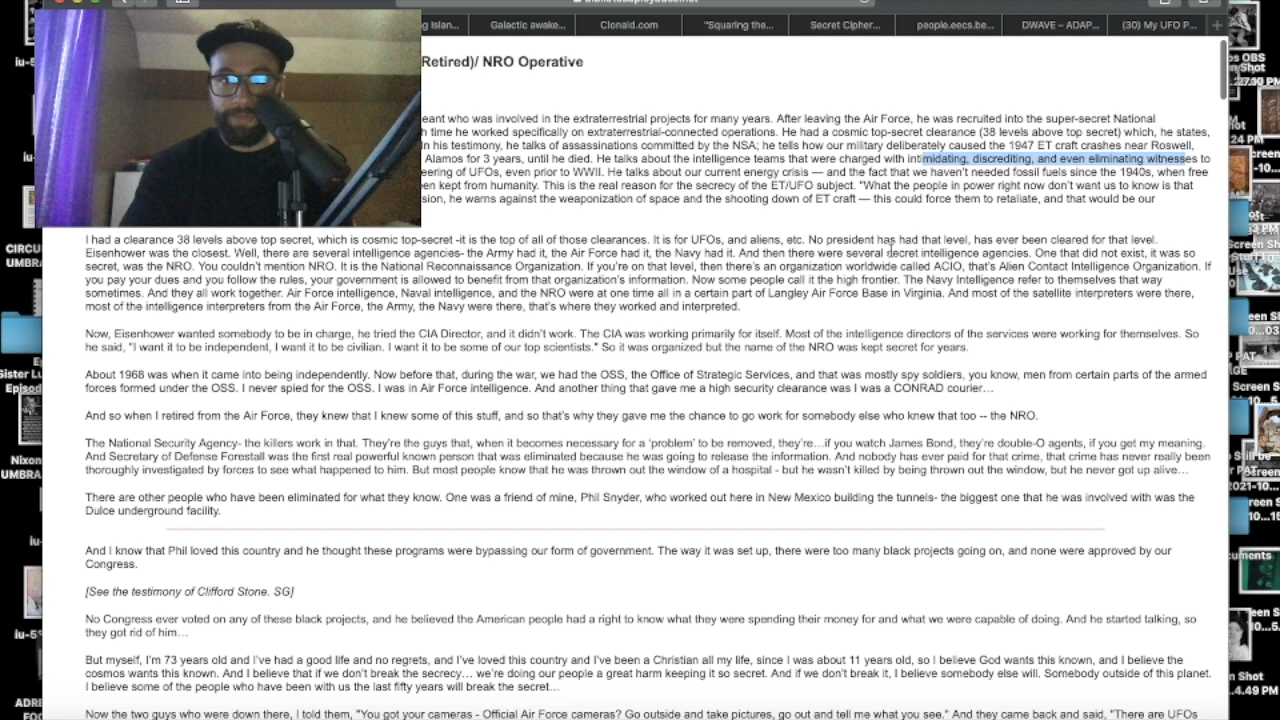 ng Islan...
Galactic awake...
Clonaid.com
"Squaring the...
Secret Cipher...
people.eecs.be...
DWAVE – ADAP...
(30) My UFO P...
Retired)/ NRO Operative
eant who was involved in the extraterrestrial projects for many years. After leaving the Air Force, he was recruited into the super-secret National
h time he worked specifically on extraterrestrial-connected operations. He had a cosmic top-secret clearance (38 levels above top secret) which, he states,
In his testimony, he talks of assassinations committed by the NSA; he tells how our military deliberately caused the 1947 ET craft crashes near Roswell,
Alamos for 3 years, until he died. He talks about the intelligence teams that were charged with intimidating, discrediting, and even eliminating witnesses to
eering of UFOs, even prior to WWII. He talks about our current energy crisis — and the fact that we haven't needed fossil fuels since the 1940s, when free
en kept from humanity. This is the real reason for the secrecy of the ET/UFO subject. "What the people in power right now don't want us to know is that
sion, he warns against the weaponization of space and the shooting down of ET craft — this could force them to retaliate, and that would be our
I had a clearance 38 levels above top secret, which is cosmic top-secret -it is the top of all of those clearances. It is for UFOs, and aliens, etc. No president has had that level, has ever been cleared for that level.
Eisenhower was the closest. Well, there are several intelligence agencies- the Army had it, the Air Force had it, the Navy had it. And then there were several secret intelligence agencies. One that did not exist, it was so
secret, was the NRO. You couldn't mention NRO. It is the National Reconnaissance Organization. If you're on that level, then there's an organization worldwide called ACIO, that's Alien Contact Intelligence Organization. If
you pay your dues and you follow the rules, your government is allowed to benefit from that organization's information. Now some people call it the high frontier. The Navy Intelligence refer to themselves that way
sometimes. And they all work together. Air Force intelligence, Naval intelligence, and the NRO were at one time all in a certain part of Langley Air Force Base in Virginia. And most of the satellite interpreters were there,
most of the intelligence interpreters from the Air Force, the Army, the Navy were there, that's where they worked and interpreted.
Now, Eisenhower wanted somebody to be in charge, he tried the CIA Director, and it didn't work. The CIA was working primarily for itself. Most of the intelligence directors of the services were working for themselves. So
he said, "I want it to be independent, I want it to be civilian. I want it to be some of our top scientists." So it was organized but the name of the NRO was kept secret for years.
About 1968 was when it came into being independently. Now before that, during the war, we had the OSS, the Office of Strategic Services, and that was mostly spy soldiers, you know, men from certain parts of the armed
forces formed under the OSS. I never spied for the OSS. I was in Air Force intelligence. And another thing that gave me a high security clearance was I was a CONRAD courier…
And so when I retired from the Air Force, they knew that I knew some of this stuff, and so that's why they gave me the chance to go work for somebody else who knew that too -- the NRO.
The National Security Agency- the killers work in that. They're the guys that, when it becomes necessary for a 'problem' to be removed, they're…if you watch James Bond, they're double-O agents, if you get my meaning.
And Secretary of Defense Forestall was the first real powerful known person that was eliminated because he was going to release the information. And nobody has ever paid for that crime, that crime has never really been
thoroughly investigated by forces to see what happened to him. But most people know that he was thrown out the window of a hospital - but he wasn't killed by being thrown out the window, but he never got up alive…
There are other people who have been eliminated for what they know. One was a friend of mine, Phil Snyder, who worked out here in New Mexico building the tunnels- the biggest one that he was involved with was the
Dulce underground facility.
And I know that Phil loved this country and he thought these programs were bypassing our form of government. The way it was set up, there were too many black projects going on, and none were approved by our
Congress.
[See the testimony of Clifford Stone. SG]
No Congress ever voted on any of these black projects, and he believed the American people had a right to know what they were spending their money for and what we were capable of doing. And he started talking, so
they got rid of him…
But myself, I'm 73 years old and I've had a good life and no regrets, and I've loved this country and I've been a Christian all my life, since I was about 11 years old, so I believe God wants this known, and I believe the
cosmos wants this known. And I believe that if we don't break the secrecy… we're doing our people a great harm keeping it so secret. And if we don't break it, I believe somebody else will. Somebody outside of this planet.
I believe some of the people who have been with us the last fifty years will break the secret…
Now the two guys who were down there, I told them, "You got your cameras - Official Air Force cameras? Go outside and take pictures, go out and tell me what you see." And they came back and said, "There are UFOs